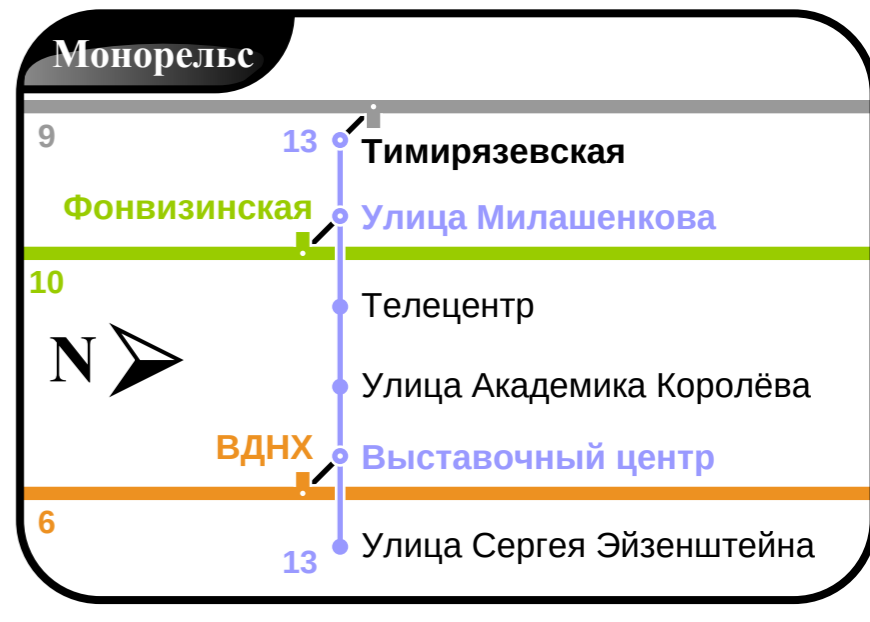 Монорельс
9
13
Тимирязевская
Фонвизинская
Улица Милашенкова
10
Телецентр
N
Улица Академика Королёва
ВДНХ
Выставочный центр
6
13
Улица Сергея Эйзенштейна